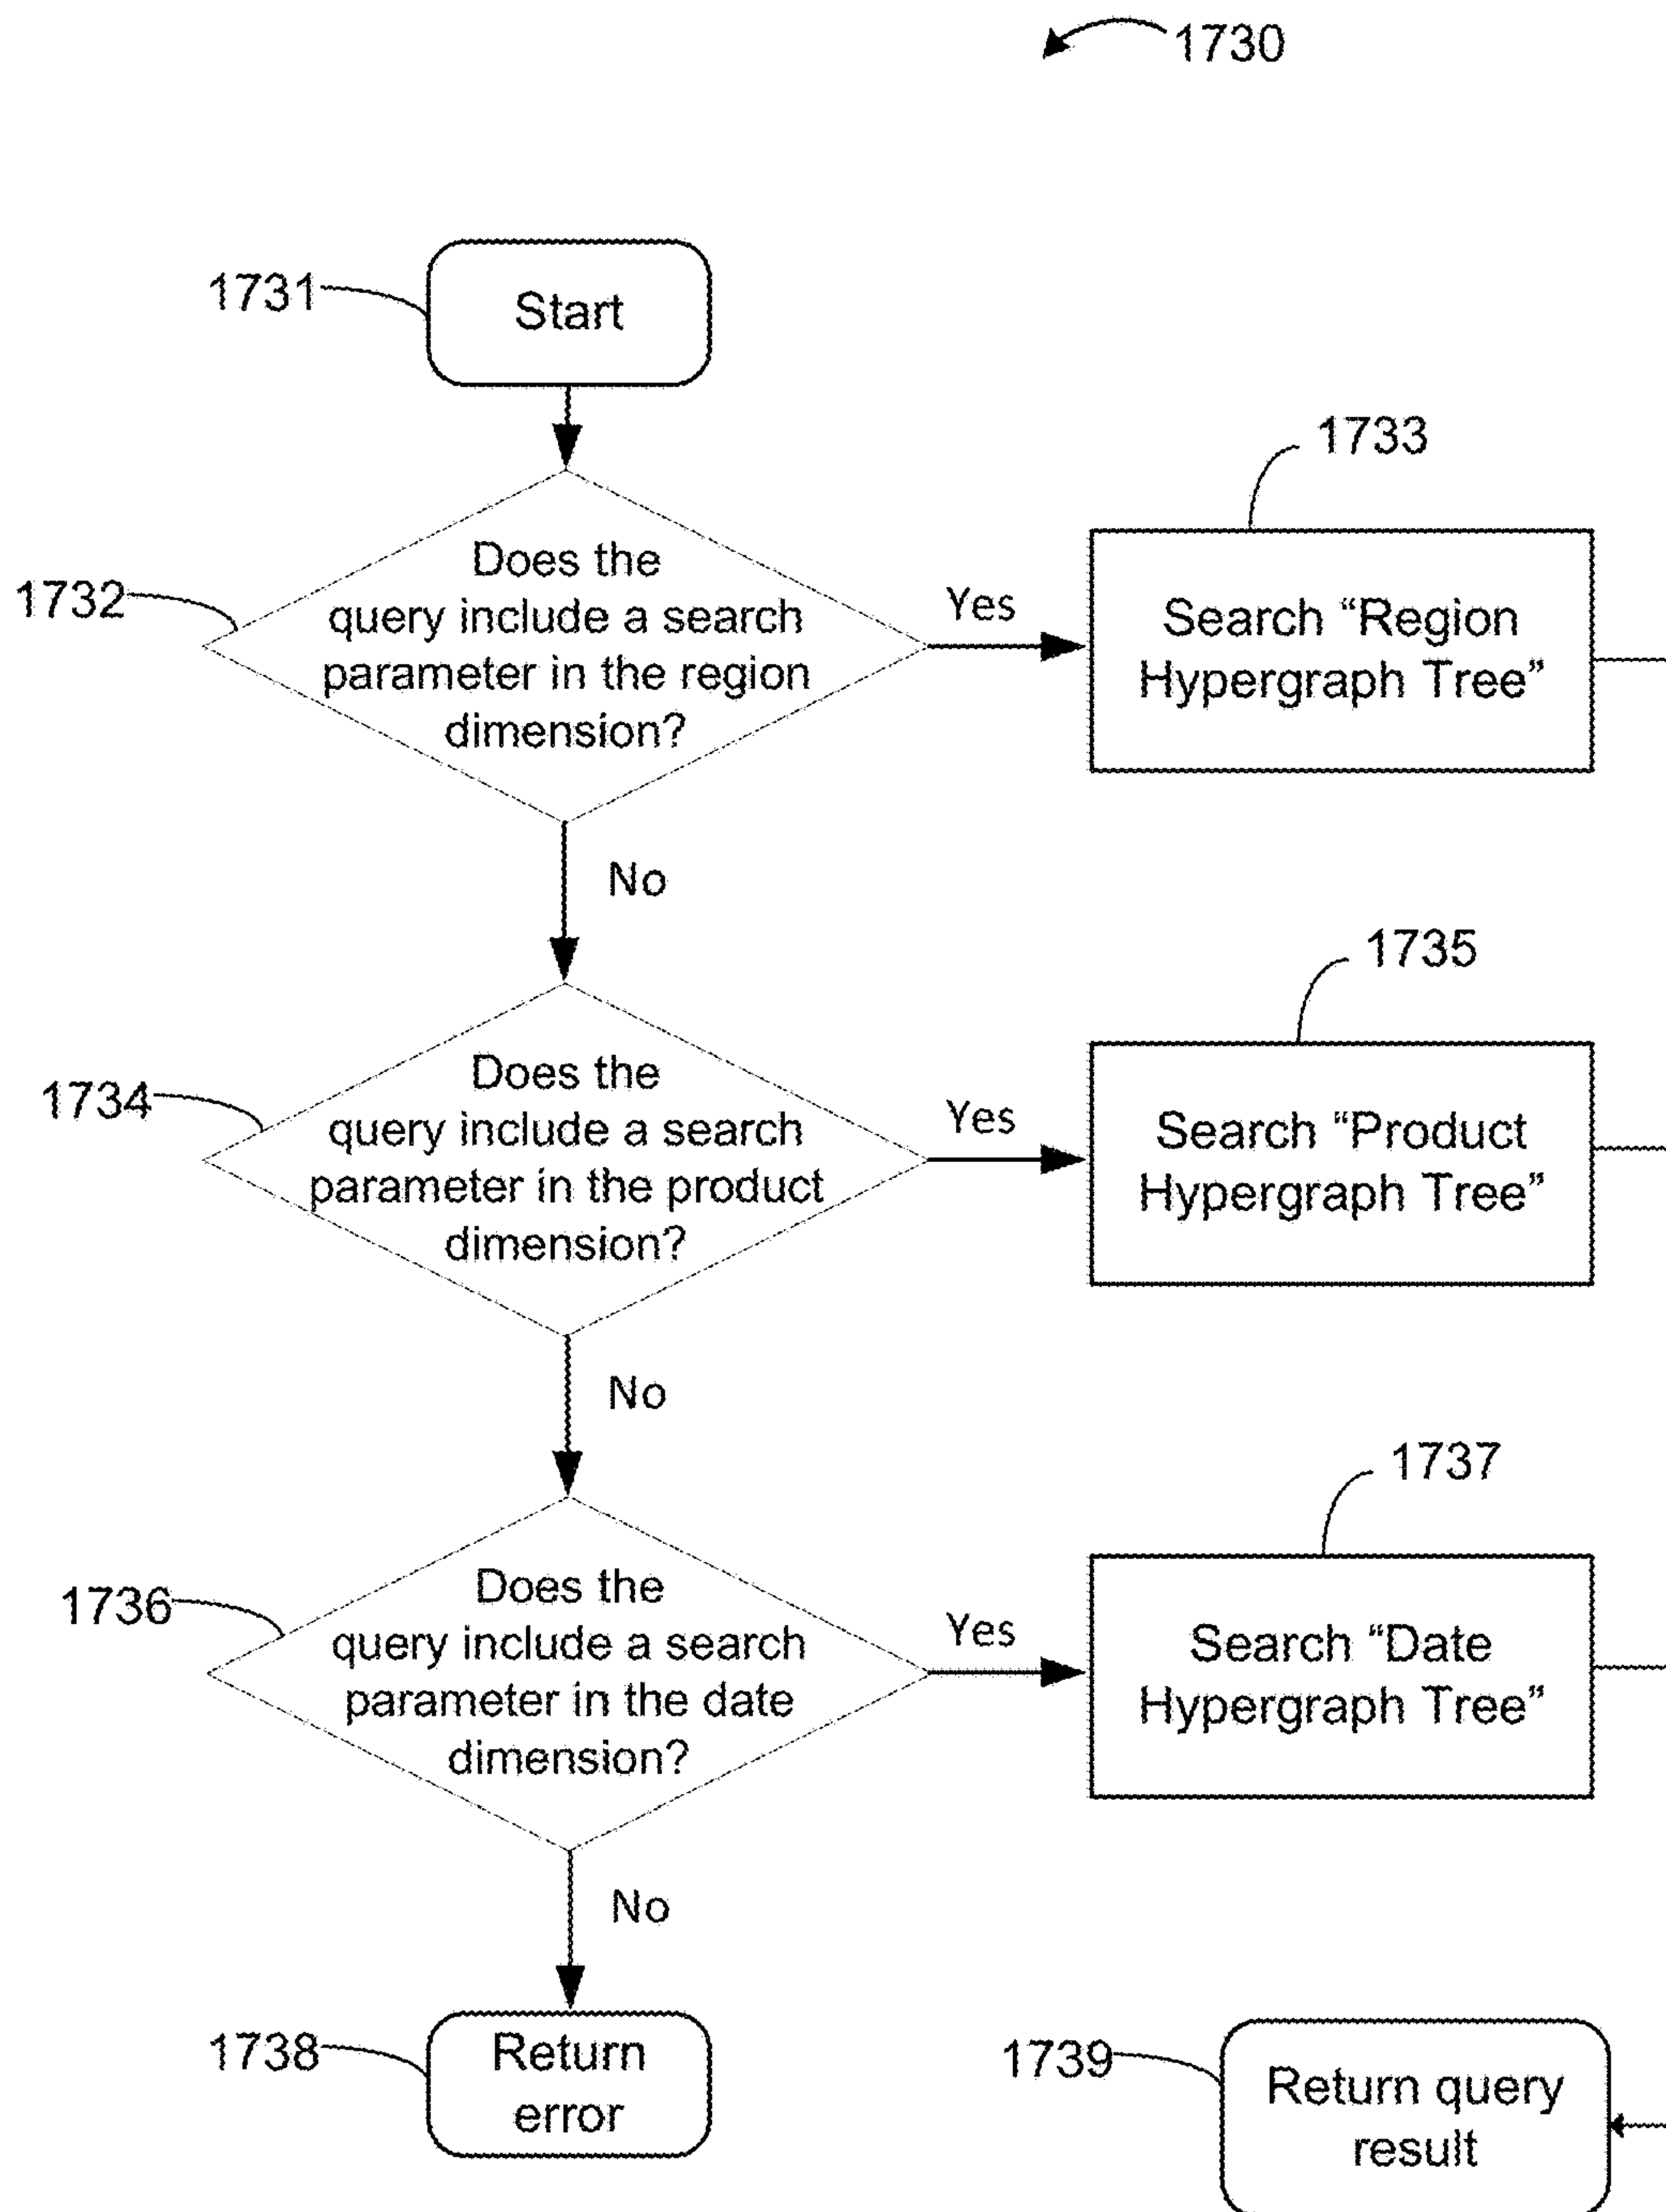 1730
1731
Start
1732
Does the
query include a search
parameter in the region
dimension?
Yes
1733
Search “Region
Hypergraph Tree”
No
1734
Does the
query include a search
parameter in the product
dimension?
Yes
1735
Search “Product
Hypergraph Tree”
No
1736
Does the
query include a search
parameter in the date
dimension?
Yes
1737
Search “Date
Hypergraph Tree”
No
1738
Return
error
1739
Return query
result